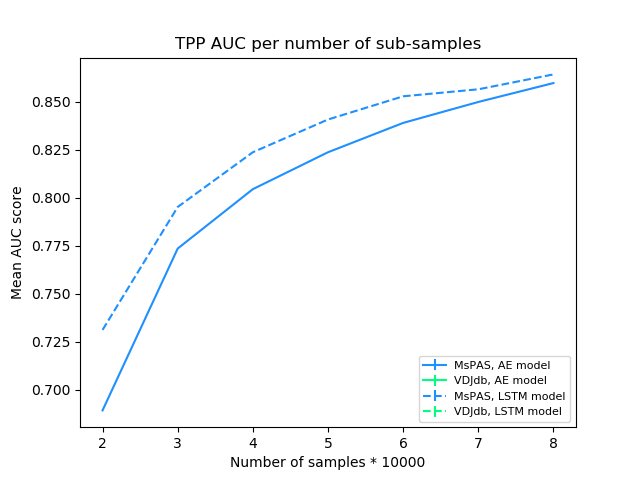 TPP AUC per number of sub-samples
0.850
0.825
0.800
0.775
0.750
0.725
0.700
Mean AUC score
MsPAS, AE model
VDJdb, AE model
MsPAS, LSTM model
VDJdb, LSTM model
2 3 4 5 6 7 8
Number of samples * 10000